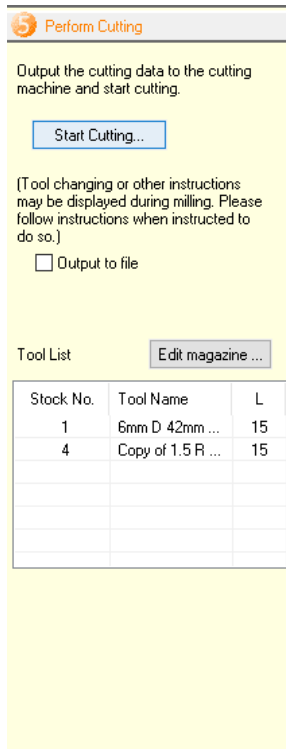 5 Perform Cutting
Output the cutting data to the cutting
machine and start cutting.
Start Cutting...
(Tool changing or other instructions
may be displayed during milling. Please
follow instructions when instructed to
do so.)
Output to file
Tool List Edit magazine ...
Stock No. Tool Name L
1 6mm D 42mm ... 15
4 Copy of 1.5 R ... 15